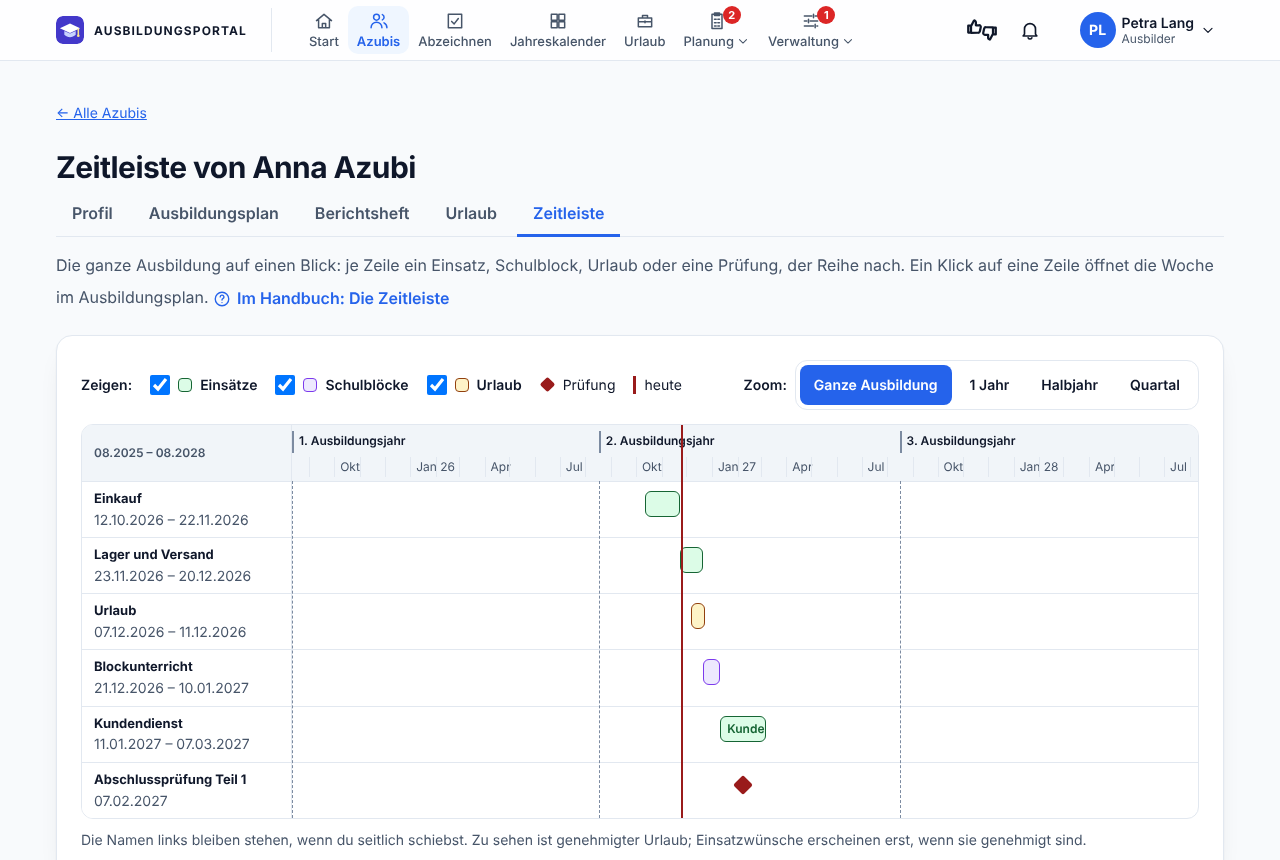 AUSBILDUNGSPORTAL
Start
Azubis
Abzeichnen
Jahreskalender
Urlaub
Planung
2
Verwaltung
1
PL
Petra Lang
Ausbilder
← Alle Azubis
Zeitleiste von Anna Azubi
Profil
Ausbildungsplan
Berichtsheft
Urlaub
Zeitleiste
Die ganze Ausbildung auf einen Blick: je Zeile ein Einsatz, Schulblock, Urlaub oder eine Prüfung, der Reihe nach. Ein Klick auf eine Zeile öffnet die Woche
im Ausbildungsplan. Im Handbuch: Die Zeitleiste
Zeigen: Einsätze Schulblöcke Urlaub Prüfung heute
Zoom: Ganze Ausbildung 1 Jahr Halbjahr Quartal
08.2025 – 08.2028
1. Ausbildungsjahr 2. Ausbildungsjahr 3. Ausbildungsjahr
Okt Jan 26 Apr Jul Okt Jan 27 Apr Jul Okt Jan 28 Apr Jul
Einkauf
12.10.2026 – 22.11.2026
Lager und Versand
23.11.2026 – 20.12.2026
Urlaub
07.12.2026 – 11.12.2026
Blockunterricht
21.12.2026 – 10.01.2027
Kundendienst
11.01.2027 – 07.03.2027
Kunde
Abschlussprüfung Teil 1
07.02.2027
Die Namen links bleiben stehen, wenn du seitlich schiebst. Zu sehen ist genehmigter Urlaub; Einsatzwünsche erscheinen erst, wenn sie genehmigt sind.